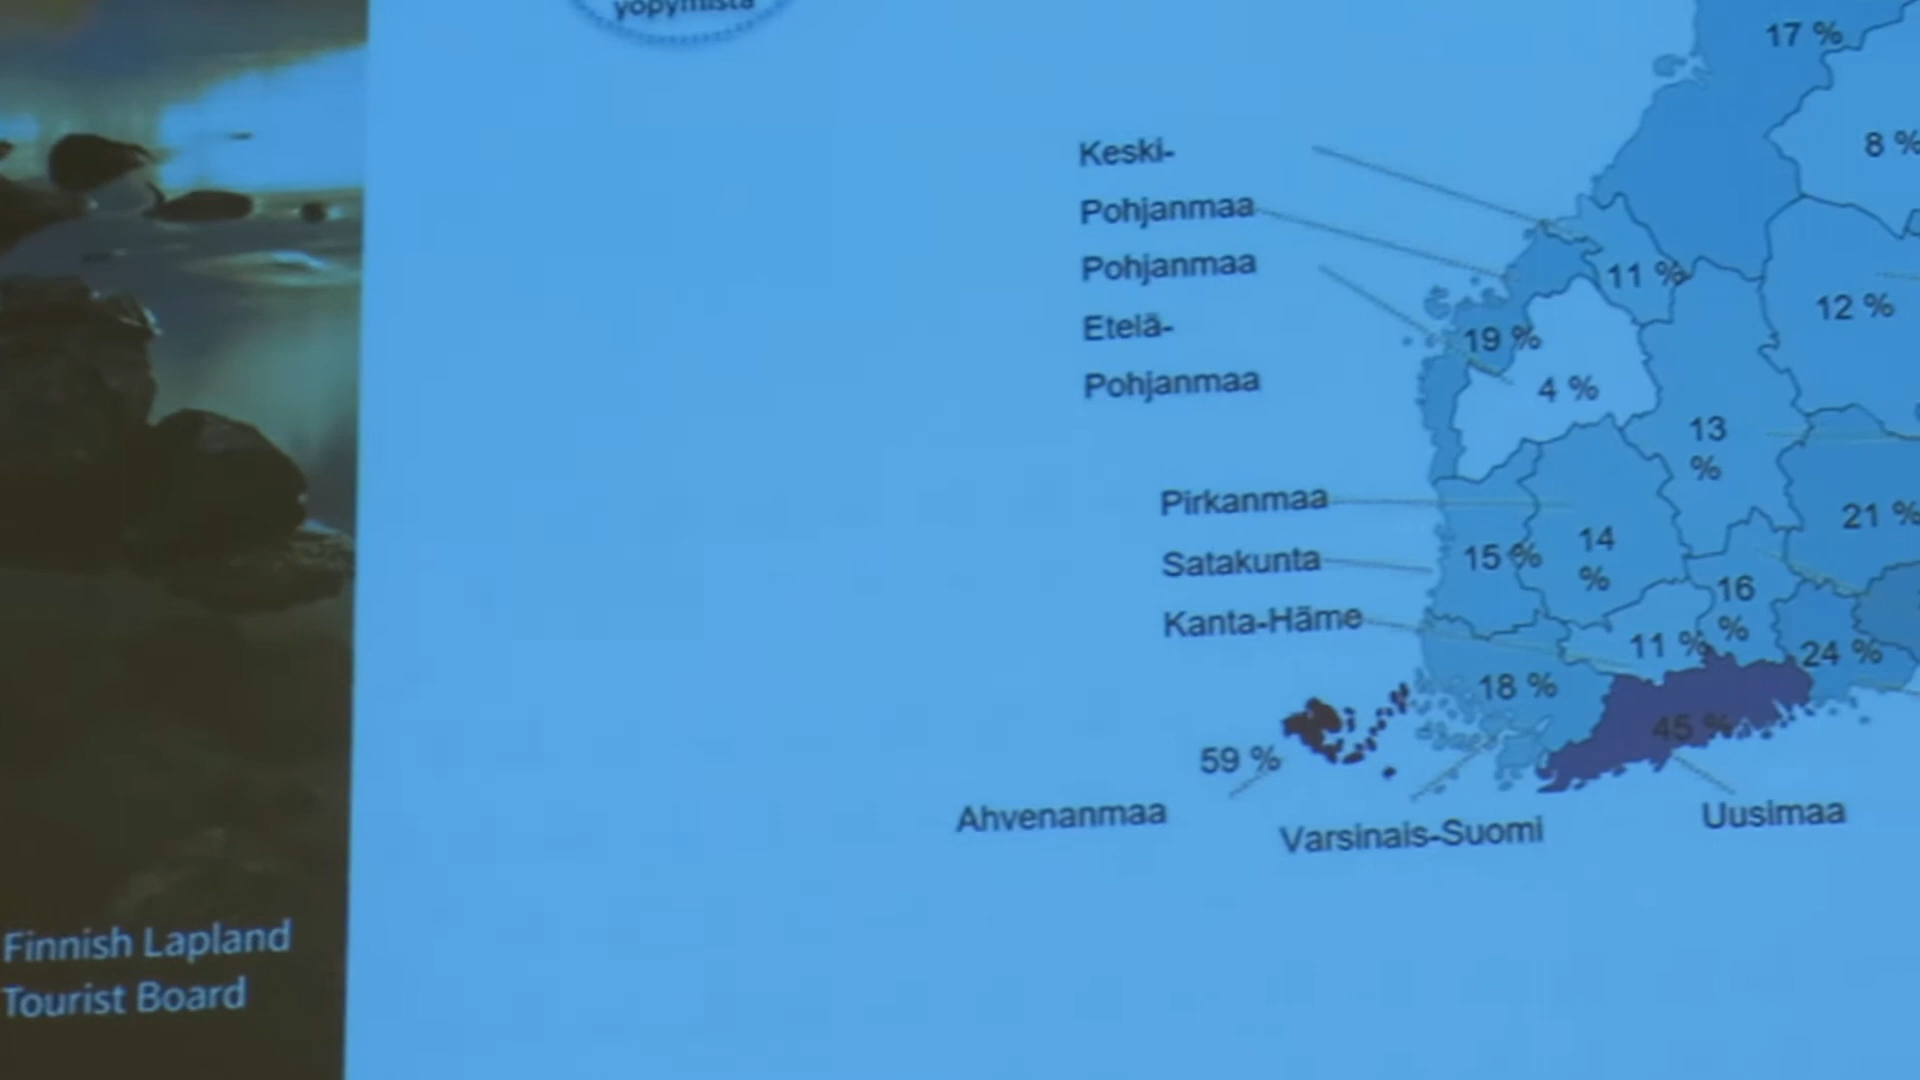 yöpymistä
17 %
8 %
Keski-
Pohjanmaa
Pohjanmaa
Etelä-
Pohjanmaa
11 %
12 %
19 %
4 %
13
%
21 %
Pirkanmaa
Satakunta
Kanta-Häme
15 %
14
%
16
%
11 %
24 %
18 %
45 %
59 %
Ahvenanmaa
Varsinais-Suomi
Uusimaa
Finnish Lapland
Tourist Board